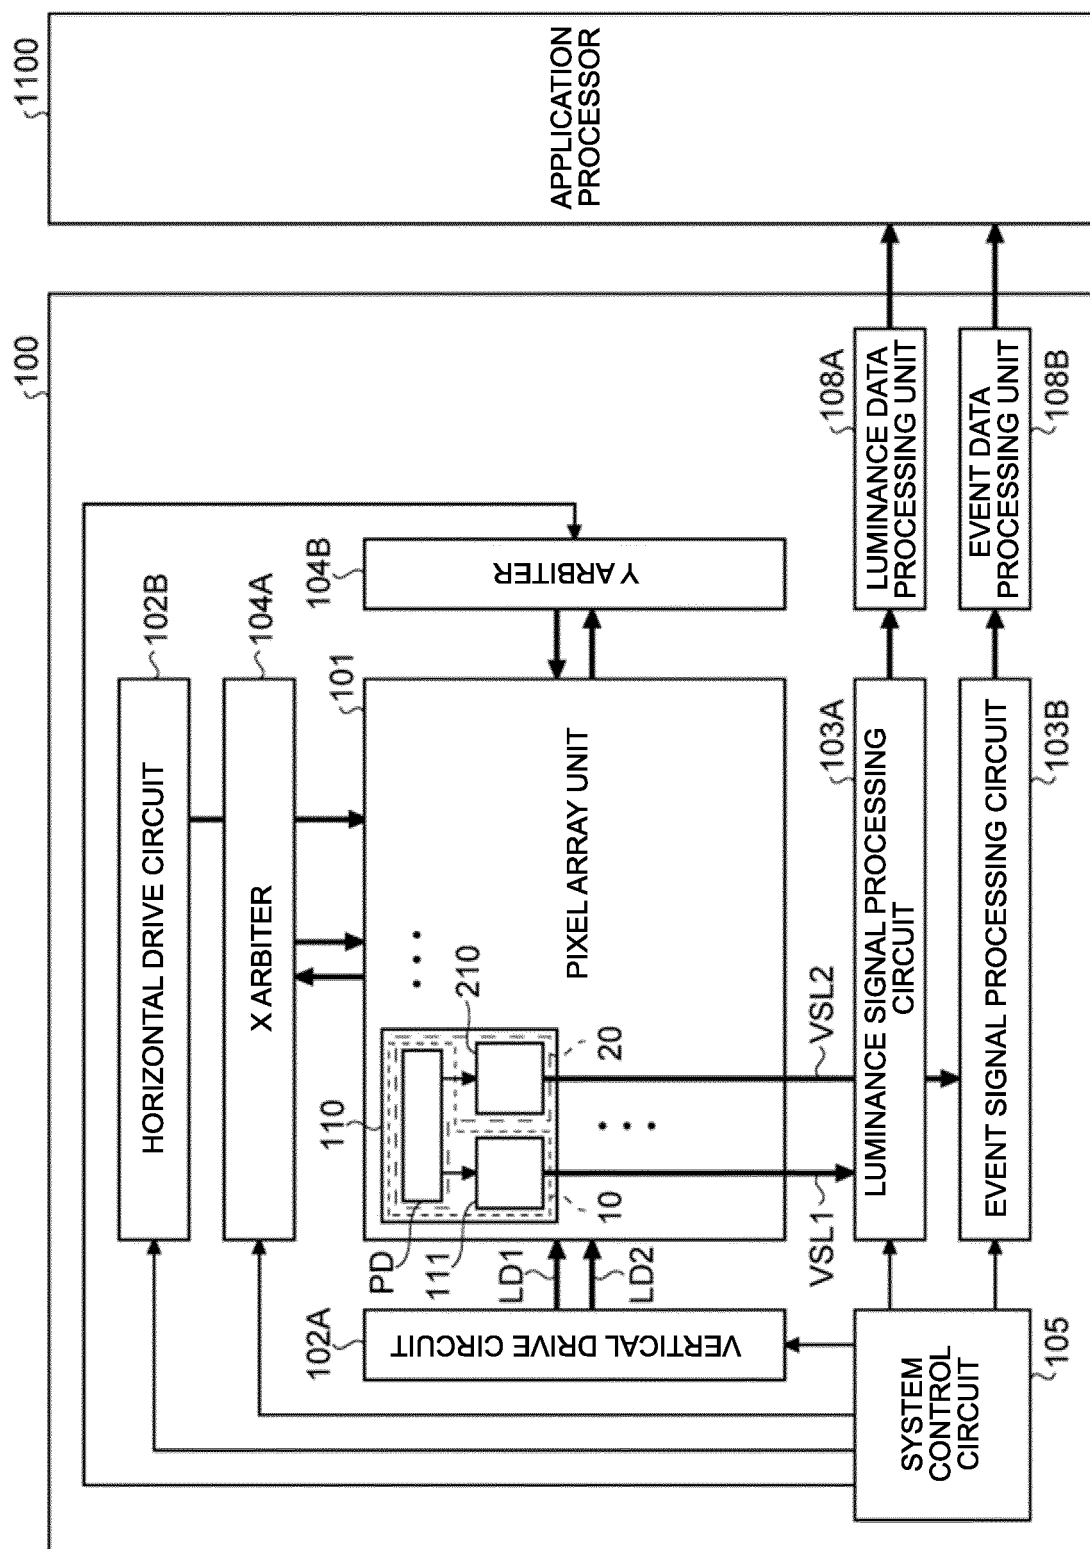 100
1100
102B
HORIZONTAL DRIVE CIRCUIT
104A
X ARBITER
101
104B
Y ARBITER
APPLICATION
PROCESSOR
110
210
PD
111
10
20
PIXEL ARRAY UNIT
102A
VERTICAL DRIVE CIRCUIT
LD1
LD2
VSL1
VSL2
103A
LUMINANCE SIGNAL PROCESSING
CIRCUIT
108A
LUMINANCE DATA
PROCESSING UNIT
SYSTEM
CONTROL
CIRCUIT
105
EVENT SIGNAL PROCESSING CIRCUIT
103B
EVENT DATA
PROCESSING UNIT
108B